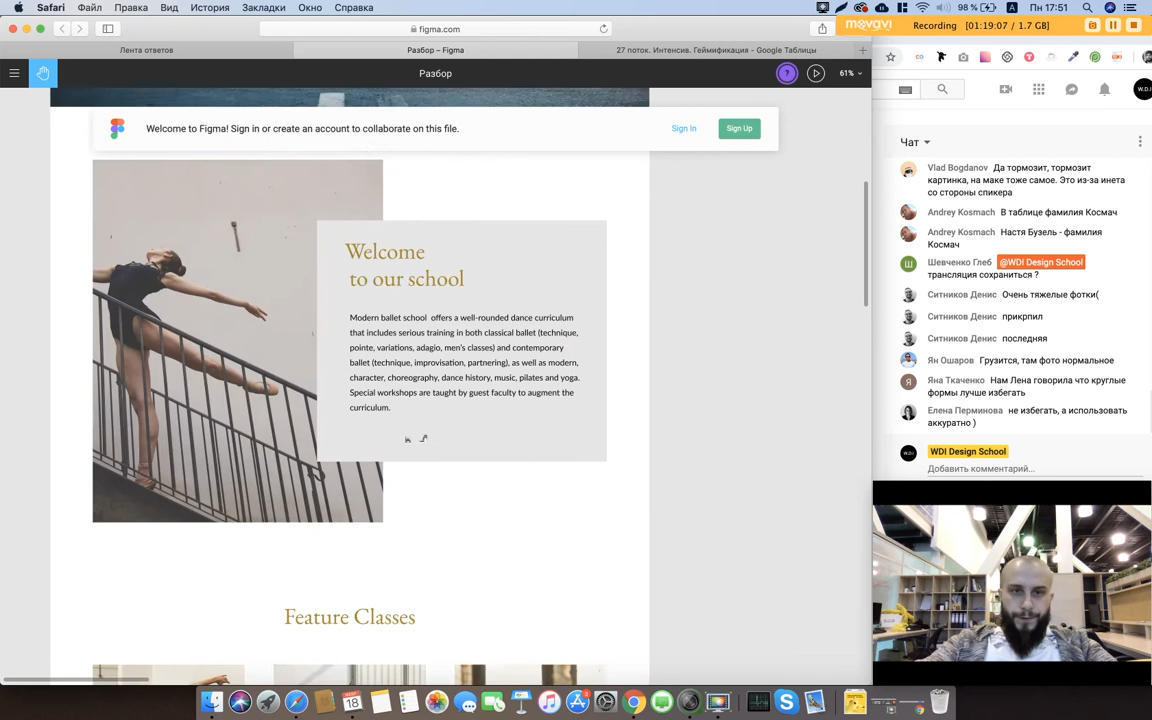 Safari Файл Правка Вид История Закладки Окно Справка
98 % A Пн 17:51
movavi Recording [01:19:07 / 1.7 GB]
figma.com
Лента ответов
Разбор – Figma
27 поток. Интенсив. Геймификация - Google Таблицы
Разбор
?
61%
Welcome to Figma! Sign in or create an account to collaborate on this file.
Sign In
Sign Up
Welcome
to our school
Modern ballet school offers a well-rounded dance curriculum
that includes serious training in both classical ballet (technique,
pointe, variations, adagio, men's classes) and contemporary
ballet (technique, improvisation, partnering), as well as modern,
character, choreography, dance history, music, pilates and yoga.
Special workshops are taught by guest faculty to augment the
curriculum.
Feature Classes
Чат
Vlad Bogdanov Да тормозит, тормозит
картинка, на маке тоже самое. Это из-за инета
со стороны спикера
Andrey Kosmach В таблице фамилия Космач
Andrey Kosmach Настя Бузель - фамилия
Космач
Ш
Шевченко Глеб @WDI Design School
трансляция сохраниться ?
Ситников Денис Очень тяжелые фотки(
Ситников Денис прикрпил
Ситников Денис последняя
Ян Ошаров Грузится, там фото нормальное
Я
Яна Ткаченко Нам Лена говорила что круглые
формы лучше избегать
Елена Перминова не избегать, а использовать
аккуратно )
WDI Design School
Добавить комментарий...